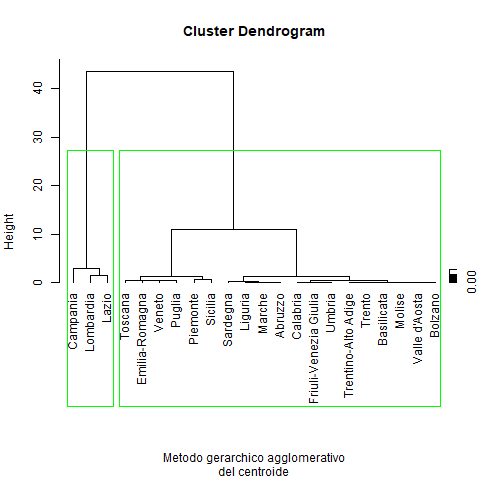 Cluster Dendrogram
Height
40
30
20
10
0
Campania
Lombardia
Lazio
Toscana
Emilia-Romagna
Veneto
Puglia
Piemonte
Sicilia
Sardegna
Liguria
Marche
Abruzzo
Calabria
Friuli-Venezia Giulia
Umbria
Trentino-Alto Adige
Trento
Basilicata
Molise
Valle d'Aosta
Bolzano
0.00
Metodo gerarchico agglomerativo
del centroide